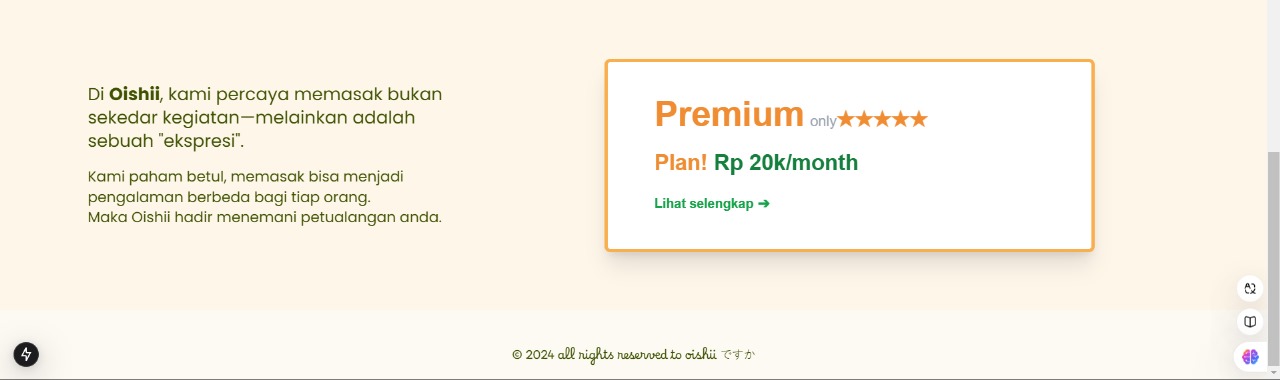 Di Oishii, kami percaya memasak bukan
sekedar kegiatan—melainkan adalah
sebuah "ekspresi".
Kami paham betul, memasak bisa menjadi
pengalaman berbeda bagi tiap orang.
Maka Oishii hadir menemani petualangan anda.
Premium only★★★★★
Plan! Rp 20k/month
Lihat selengkap ➔
© 2024 all rights reserved to oishii ですか